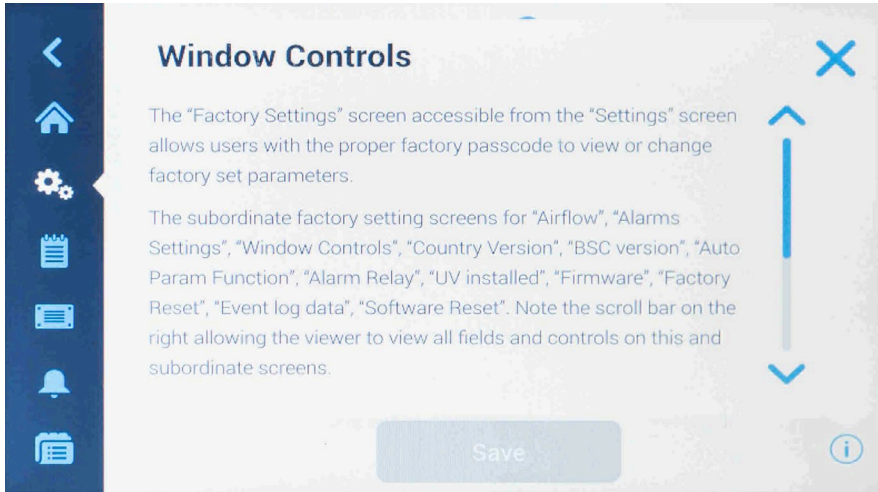 Window Controls
The “Factory Settings” screen accessible from the “Settings” screen
allows users with the proper factory passcode to view or change
factory set parameters.
The subordinate factory setting screens for “Airflow”, “Alarms
Settings”, “Window Controls”, “Country Version”, “BSC version”, “Auto
Param Function”, “Alarm Relay”, “UV installed”, “Firmware”, “Factory
Reset”, “Event log data”, “Software Reset”. Note the scroll bar on the
right allowing the viewer to view all fields and controls on this and
subordinate screens.
Save